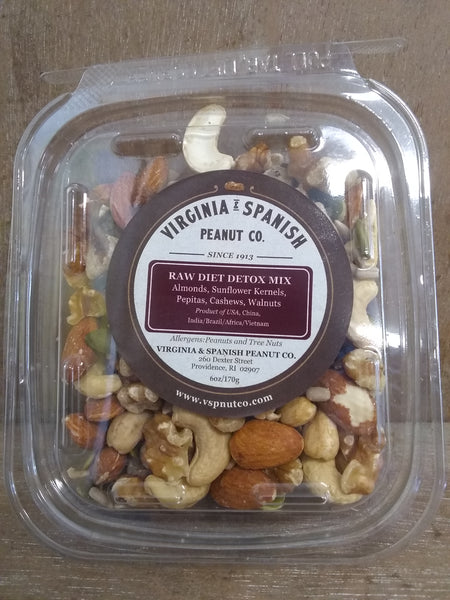 VIRGINIA & SPANISH
PEANUT CO.
SINCE 1913
RAW DIET DETOX MIX
Almonds, Sunflower Kernels,
Pepitas, Cashews, Walnuts
Product of USA, China,
India/Brazil/Africa/Vietnam
Allergens:Peanuts and Tree Nuts
VIRGINIA & SPANISH PEANUT CO.
260 Dexter Street
Providence, RI 02907
6oz/170g
www.vspnutco.com